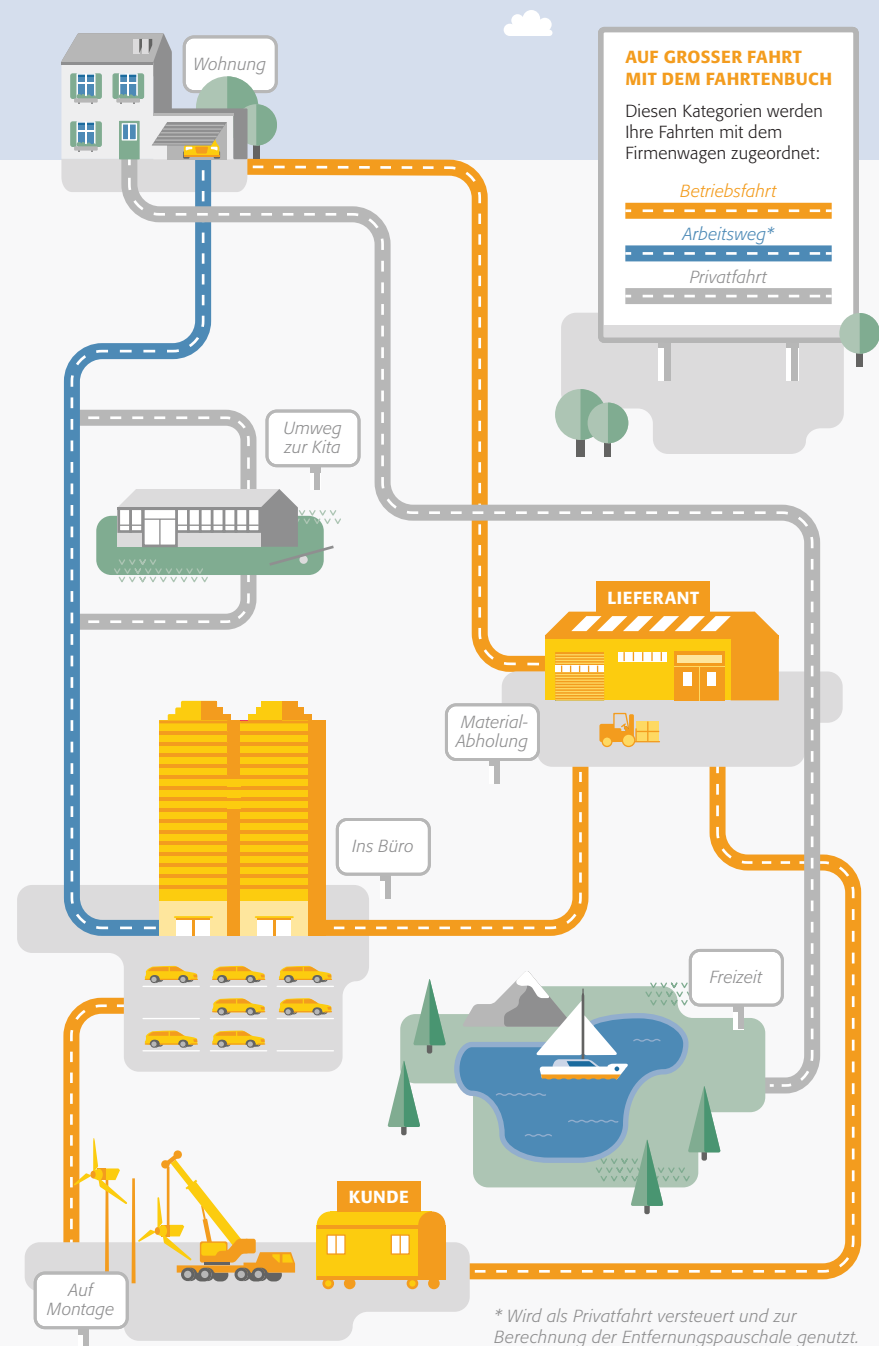 Wohnung
AUF GROSSER FAHRT
MIT DEM FAHRTENBUCH
Diesen Kategorien werden
Ihre Fahrten mit dem
Firmenwagen zugeordnet:
Betriebsfahrt
Arbeitsweg*
Privatfahrt
Umweg
zur Kita
LIEFERANT
Material-
Abholung
Ins Büro
Freizeit
KUNDE
Auf
Montage
* Wird als Privatfahrt versteuert und zur
Berechnung der Entfernungspauschale genutzt.